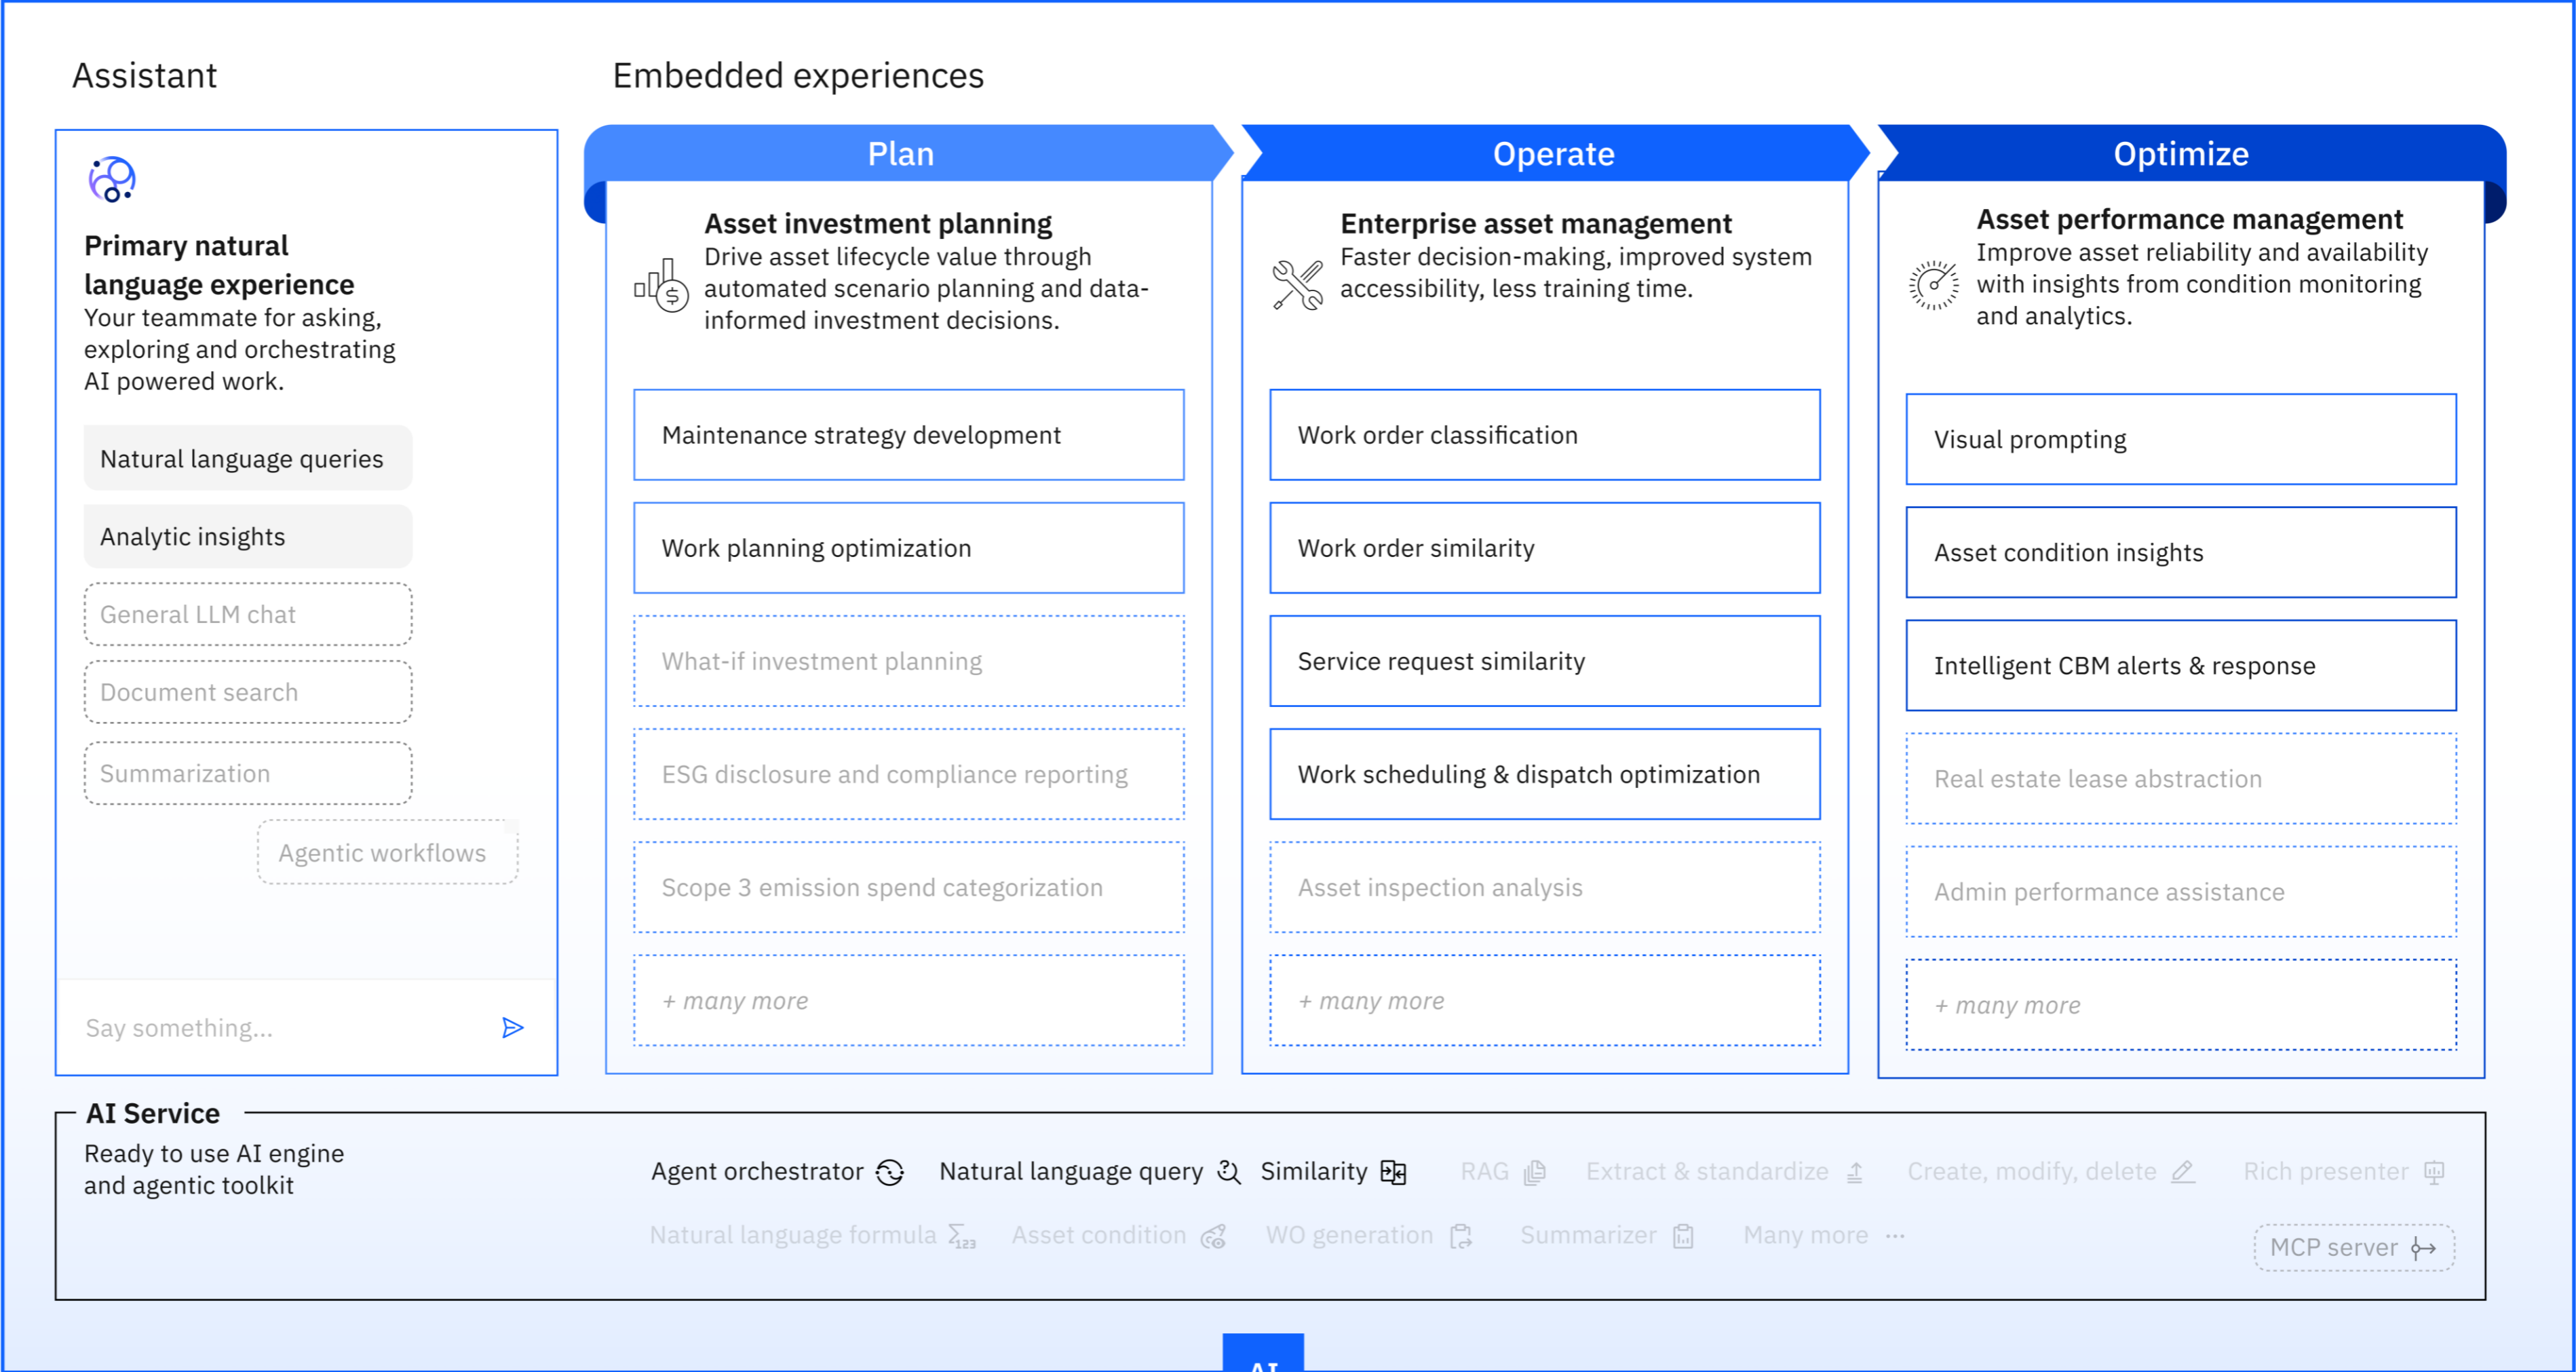 Assistant
Primary natural
language experience
Your teammate for asking,
exploring and orchestrating
AI powered work.
Natural language queries
Analytic insights
General LLM chat
Document search
Summarization
Agentic workflows
Say something...
Embedded experiences
Plan
Asset investment planning
Drive asset lifecycle value through
automated scenario planning and data-
informed investment decisions.
$
Maintenance strategy development
Work planning optimization
What-if investment planning
ESG disclosure and compliance reporting
Scope 3 emission spend categorization
+ many more
Operate
Enterprise asset management
Faster decision-making, improved system
accessibility, less training time.
Work order classification
Work order similarity
Service request similarity
Work scheduling & dispatch optimization
Asset inspection analysis
+ many more
Optimize
Asset performance management
Improve asset reliability and availability
with insights from condition monitoring
and analytics.
Visual prompting
Asset condition insights
Intelligent CBM alerts & response
Real estate lease abstraction
Admin performance assistance
+ many more
AI Service
Ready to use AI engine
and agentic toolkit
Agent orchestrator Natural language query Similarity RAG Extract & standardize Create, modify, delete Rich presenter
Natural language formula Σ123 Asset condition WO generation Summarizer Many more ...
MCP server
AI